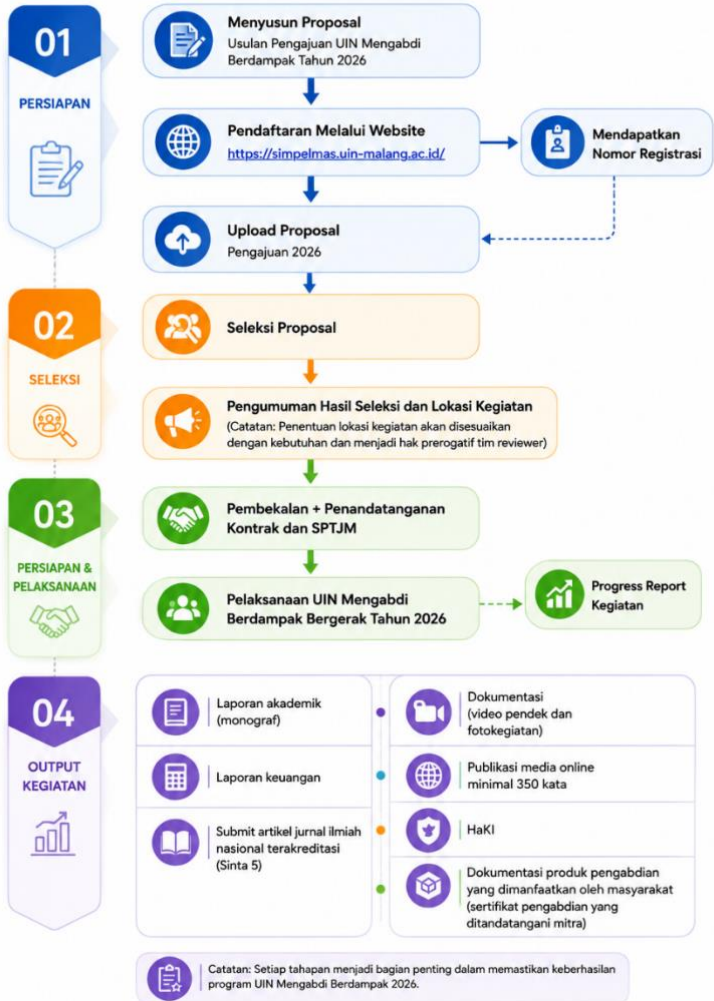 01
PERSIAPAN
Menyusun Proposal
Usulan Pengajuan UIN Mengabdi
Berdampak Tahun 2026
Pendaftaran Melalui Website
https://simpelmas.uin-malang.ac.id/
Mendapatkan
Nomor Registrasi
Upload Proposal
Pengajuan 2026
02
SELEKSI
Seleksi Proposal
Pengumuman Hasil Seleksi dan Lokasi Kegiatan
(Catatan: Penentuan lokasi kegiatan akan disesuaikan
dengan kebutuhan dan menjadi hak prerogatif tim reviewer)
03
PERSIAPAN &
PELAKSANAAN
Pembekalan + Penandatanganan
Kontrak dan SPTJM
Pelaksanaan UIN Mengabdi
Berdampak Bergerak Tahun 2026
Progress Report
Kegiatan
04
OUTPUT
KEGIATAN
Laporan akademik
(monograf)
Laporan keuangan
Submit artikel jurnal ilmiah
nasional terakreditasi
(Sinta 5)
Dokumentasi
(video pendek dan
fotokegiatan)
Publikasi media online
minimal 350 kata
HaKI
Dokumentasi produk pengabdian
yang dimanfaatkan oleh masyarakat
(sertifikat pengabdian yang
ditandatangani mitra)
Catatan: Setiap tahapan menjadi bagian penting dalam memastikan keberhasilan
program UIN Mengabdi Berdampak 2026.